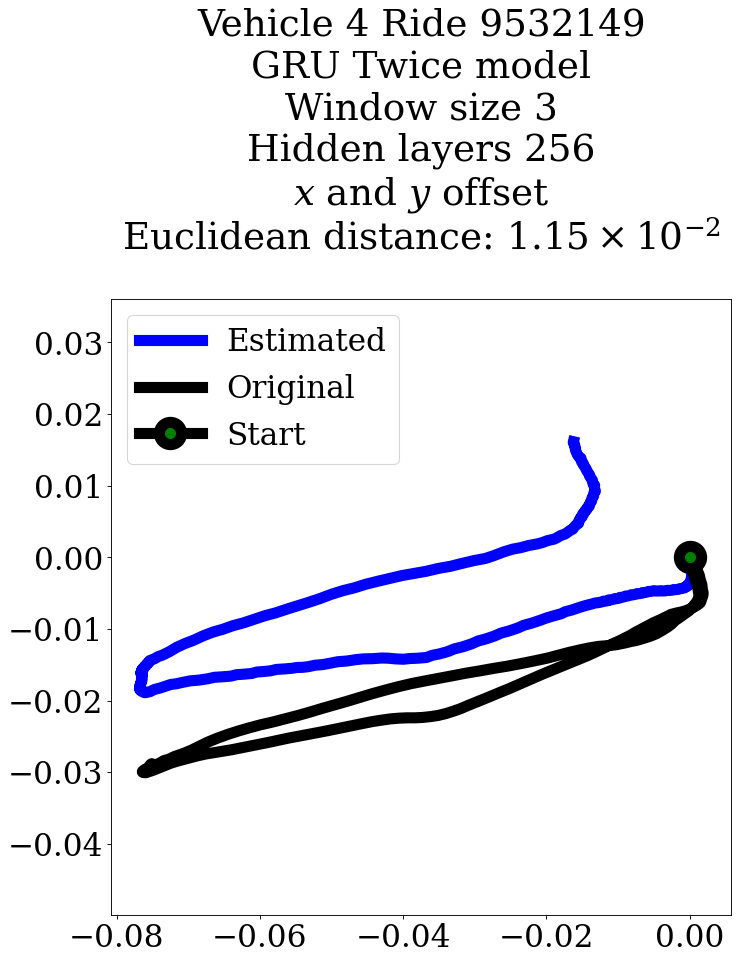 Vehicle 4 Ride 9532149
GRU Twice model
Window size 3
Hidden layers 256
x and y offset
Euclidean distance: 1.15 × 10⁻²
Estimated
Original
Start
0.03
0.02
0.01
0.00
−0.01
−0.02
−0.03
−0.04
−0.08 −0.06 −0.04 −0.02 0.00